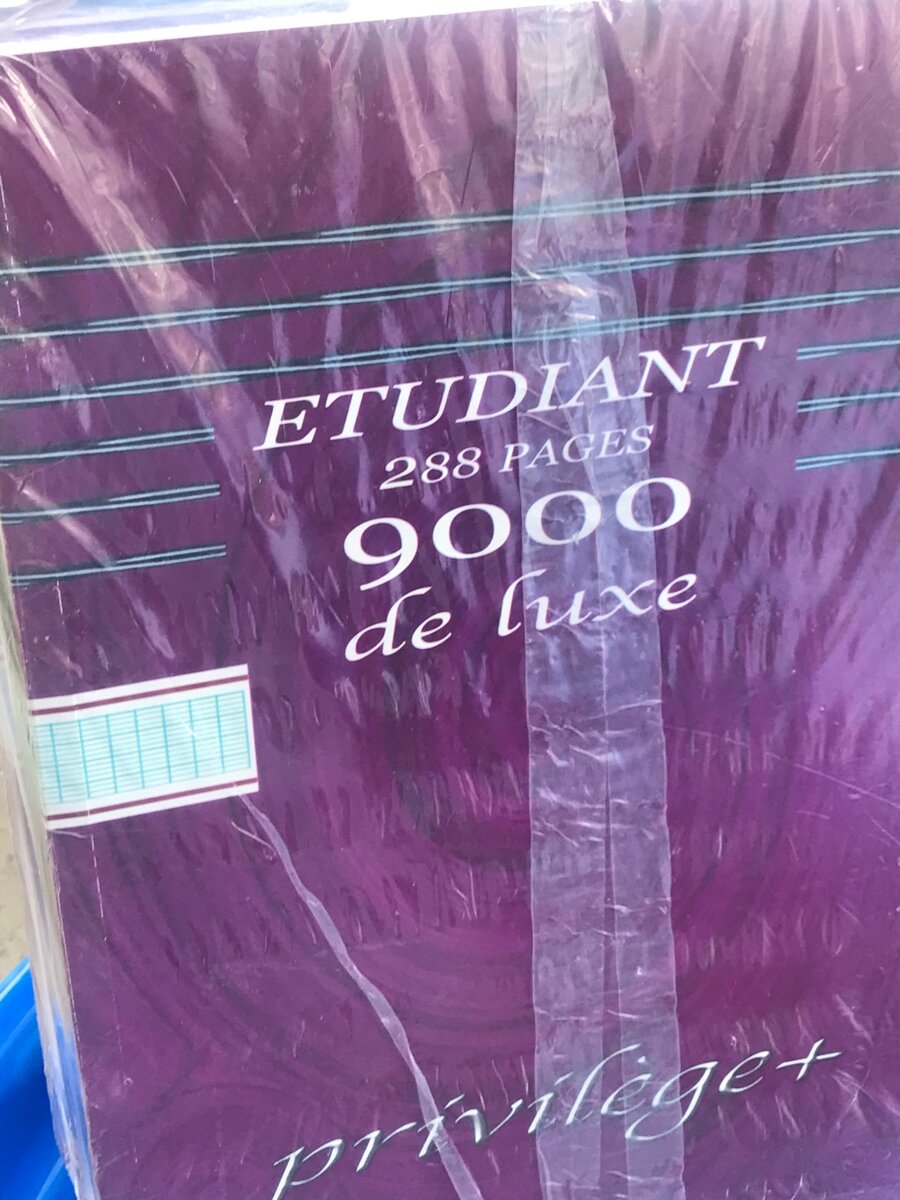 ETUDIANT
288 PAGES
9000
de luxe
privilège+